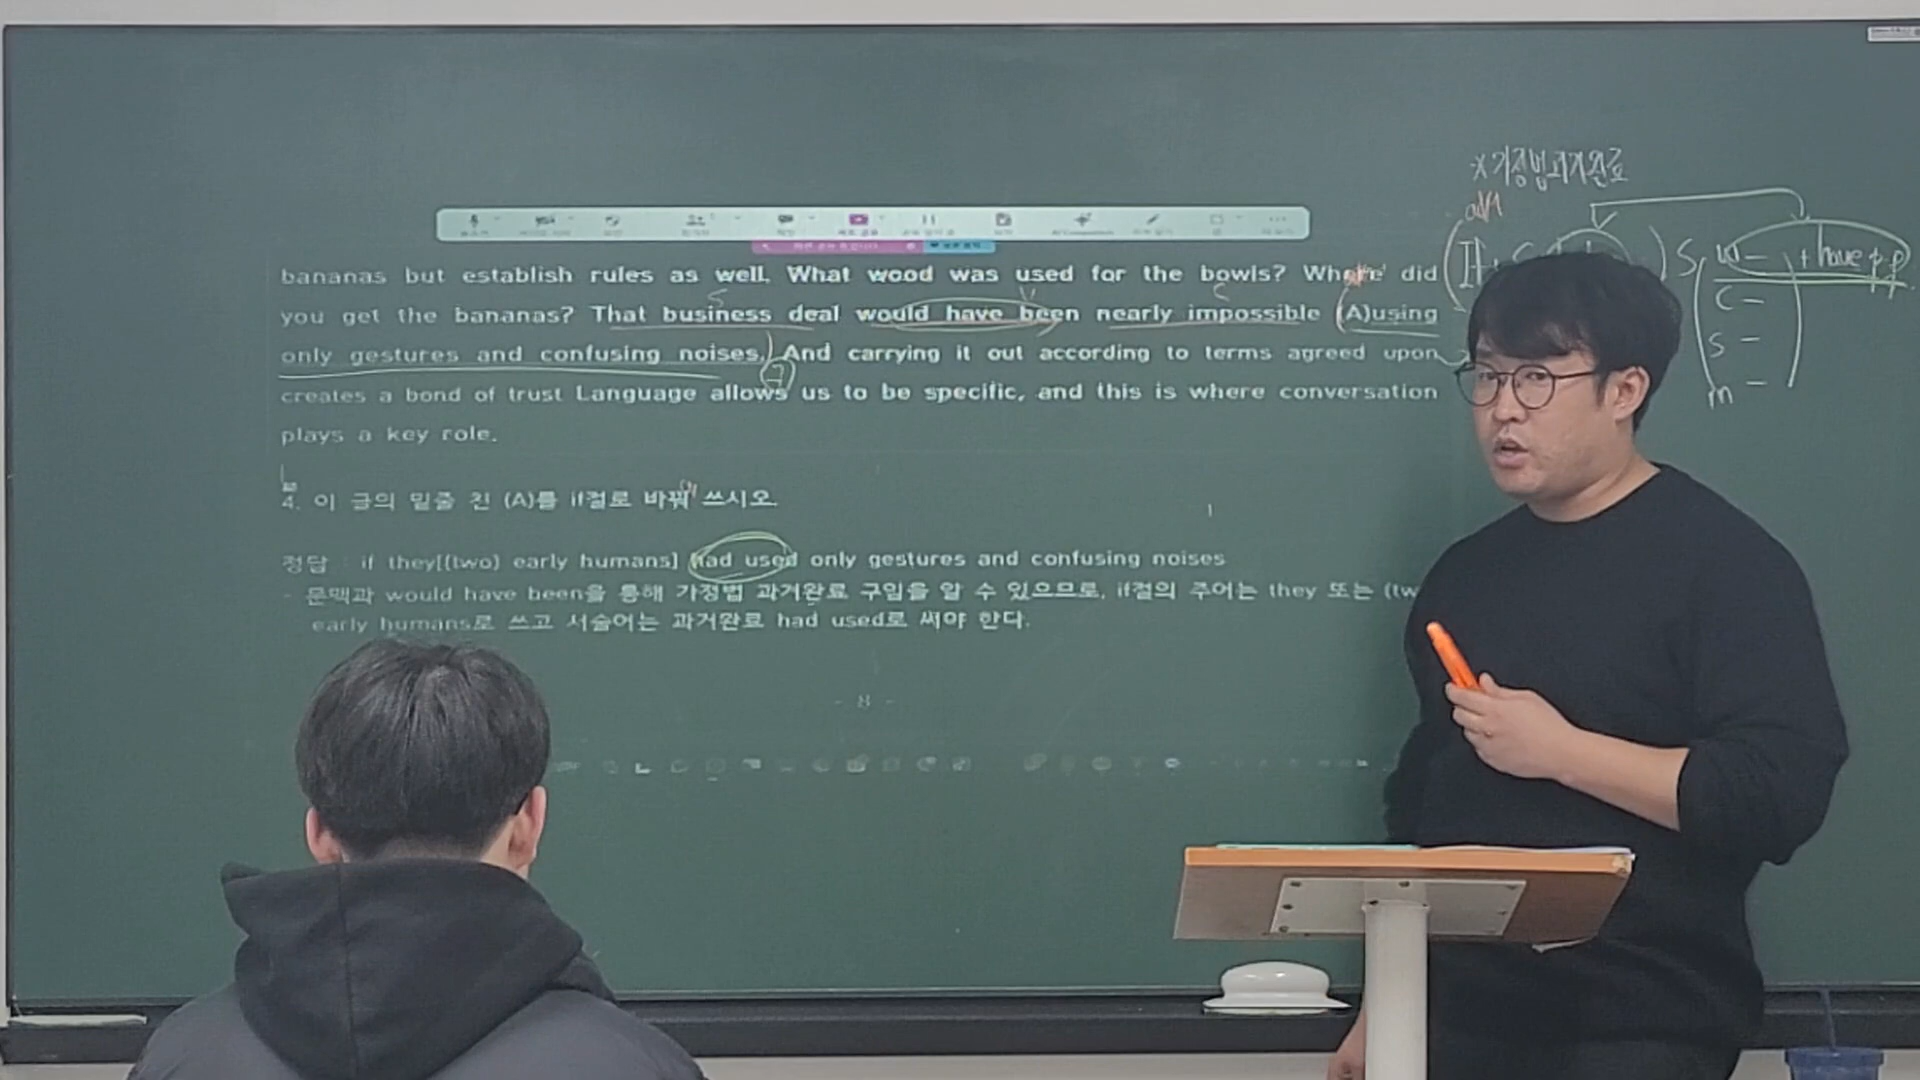 *가정법과거완료
bananas but establish rules as well. What wood was used for the bowls? Where did
you get the bananas? That business deal would have been nearly impossible (A)using
only gestures and confusing noises. And carrying it out according to terms agreed upon
creates a bond of trust Language allows us to be specific, and this is where conversation
plays a key role.
4. 이 글의 밑줄 친 (A)를 if절로 바꿔 쓰시오.
정답 : if they[(two) early humans] had used only gestures and confusing noises
- 문맥과 would have been을 통해 가정법 과거완료 구임을 알 수 있으므로, if절의 주어는 they 또는 (tw
early humans로 쓰고 서술어는 과거완료 had used로 써야 한다.
- 8 -
S
V
C
If
) S
w - + have p.p
c -
s -
m -